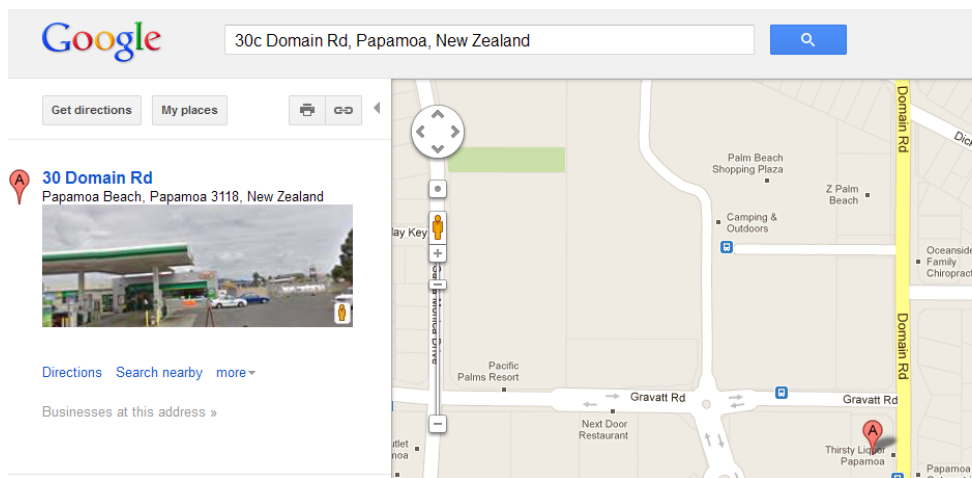 Google
30c Domain Rd, Papamoa, New Zealand
Get directions
My places
30 Domain Rd
Papamoa Beach, Papamoa 3118, New Zealand
A
Directions Search nearby more
Businesses at this address »
Domain Rd
Palm Beach
Shopping Plaza
Z Palm
Beach
Camping &
Outdoors
Oceanside
Family
Chiropract
Domain Rd
Pacific
Palms Resort
Gravatt Rd
Gravatt Rd
Next Door
Restaurant
A
Thirsty Liquor
Papamoa
Papamoa